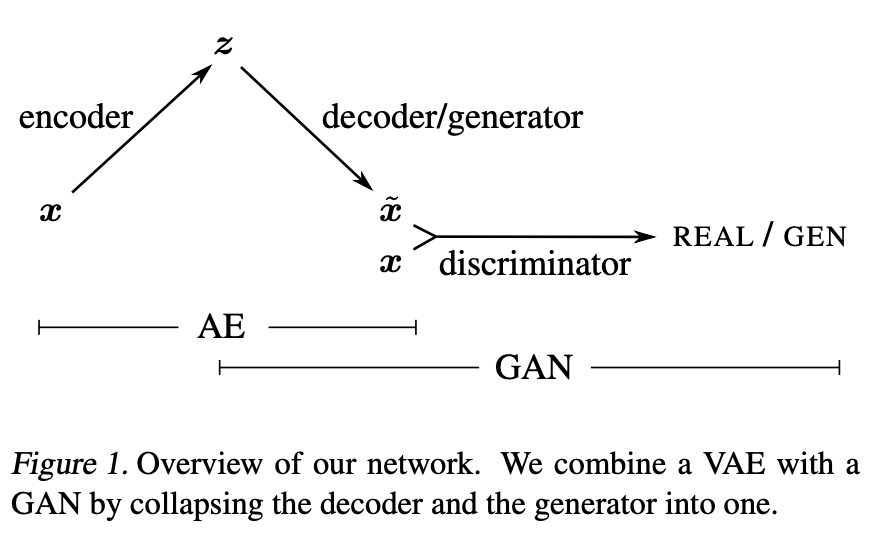 z
encoder
decoder/generator
x
x̃
REAL / GEN
x
discriminator
AE
GAN
Figure 1. Overview of our network. We combine a VAE with a
GAN by collapsing the decoder and the generator into one.